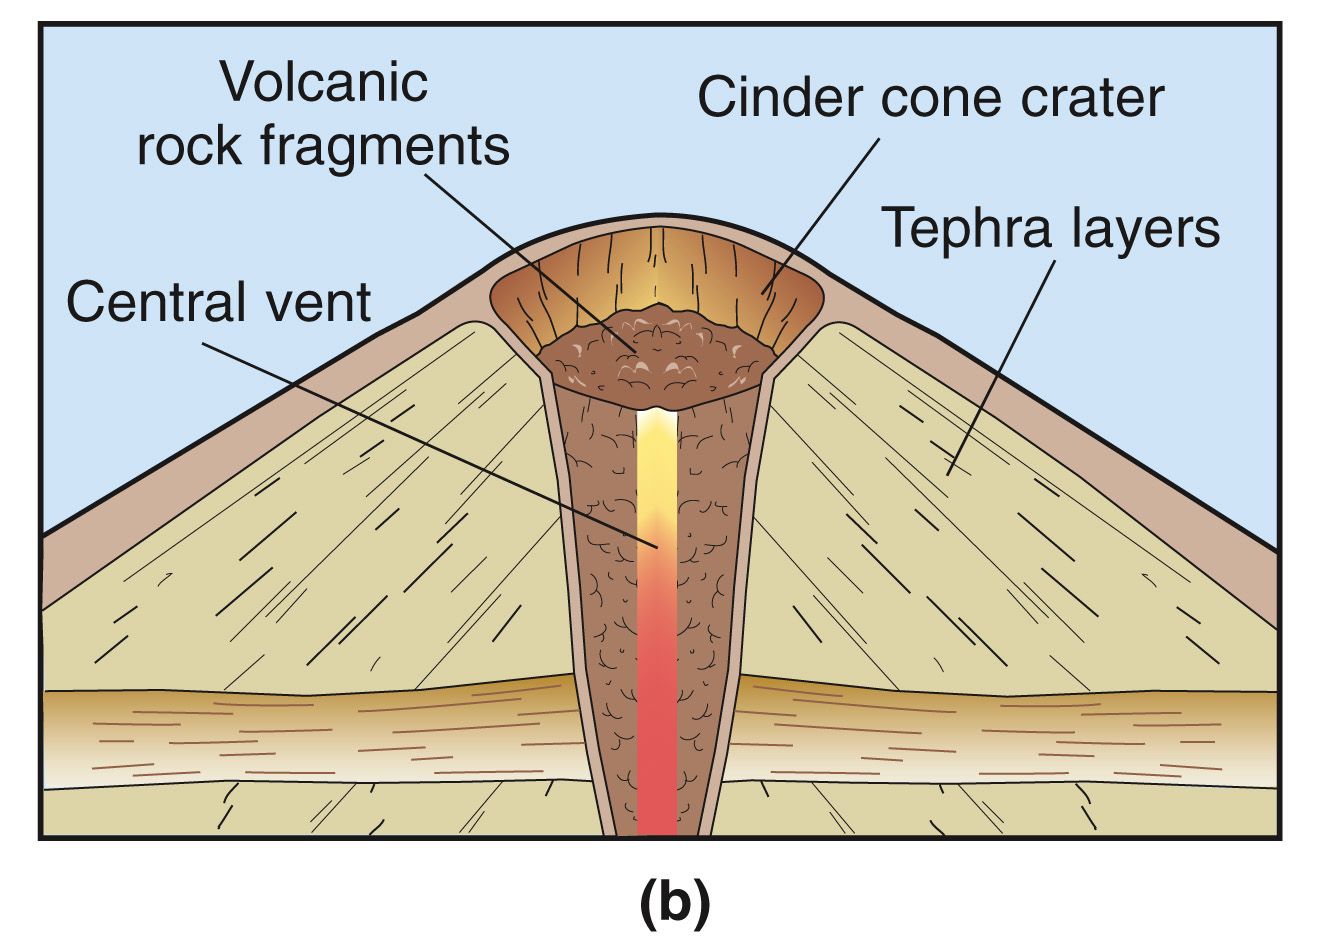 Volcanic
rock fragments
Cinder cone crater
Tephra layers
Central vent
(b)